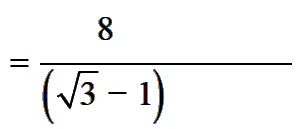 = 8 / (√3 − 1)